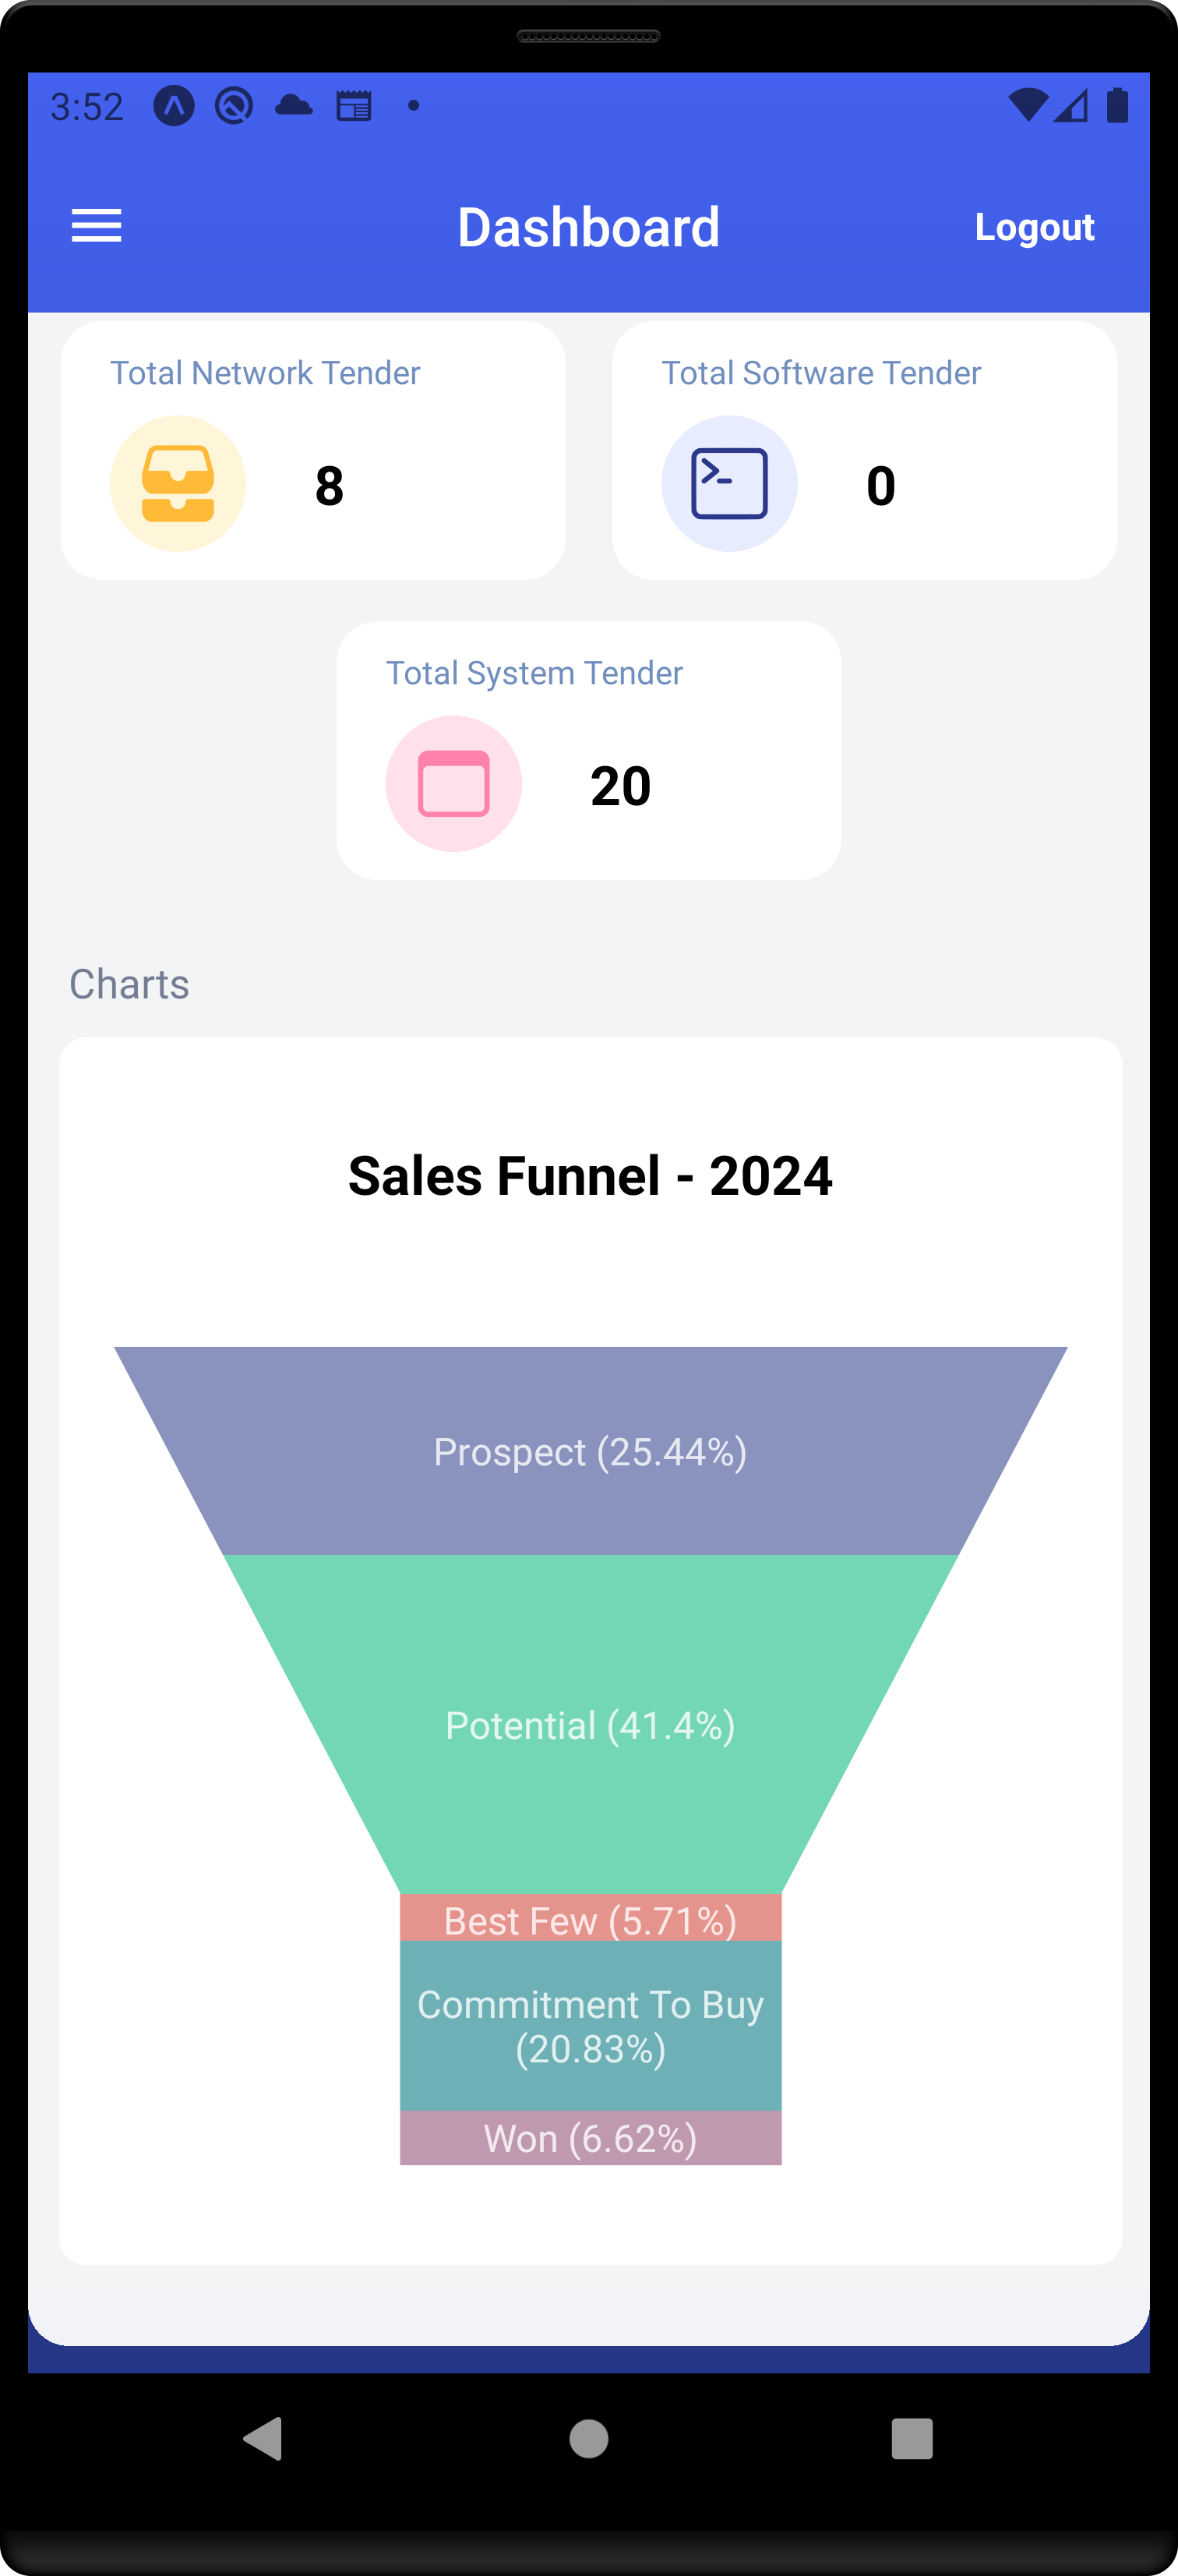 3:52
Dashboard
Logout
Total Network Tender
8
Total Software Tender
0
Total System Tender
20
Charts
Sales Funnel - 2024
Prospect (25.44%)
Potential (41.4%)
Best Few (5.71%)
Commitment To Buy
(20.83%)
Won (6.62%)